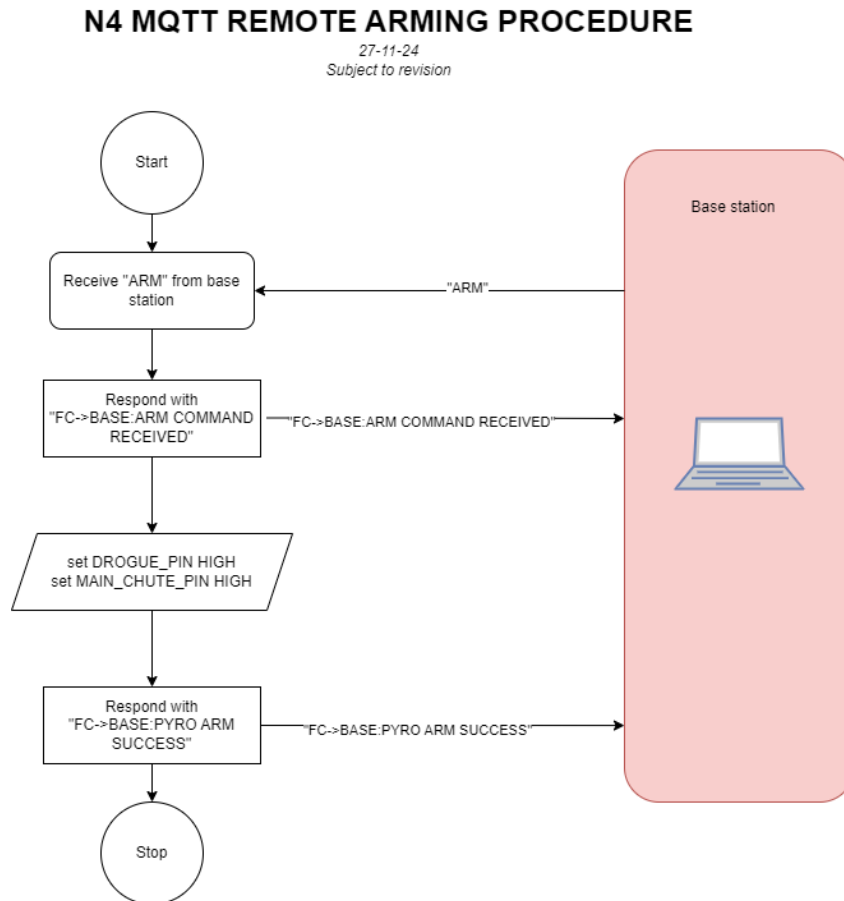 N4 MQTT REMOTE ARMING PROCEDURE
27-11-24
Subject to revision
Start
Base station
Receive "ARM" from base
station
"ARM"
Respond with
"FC->BASE:ARM COMMAND
RECEIVED"
"FC->BASE:ARM COMMAND RECEIVED"
set DROGUE_PIN HIGH
set MAIN_CHUTE_PIN HIGH
Respond with
"FC->BASE:PYRO ARM
SUCCESS"
"FC->BASE:PYRO ARM SUCCESS"
Stop